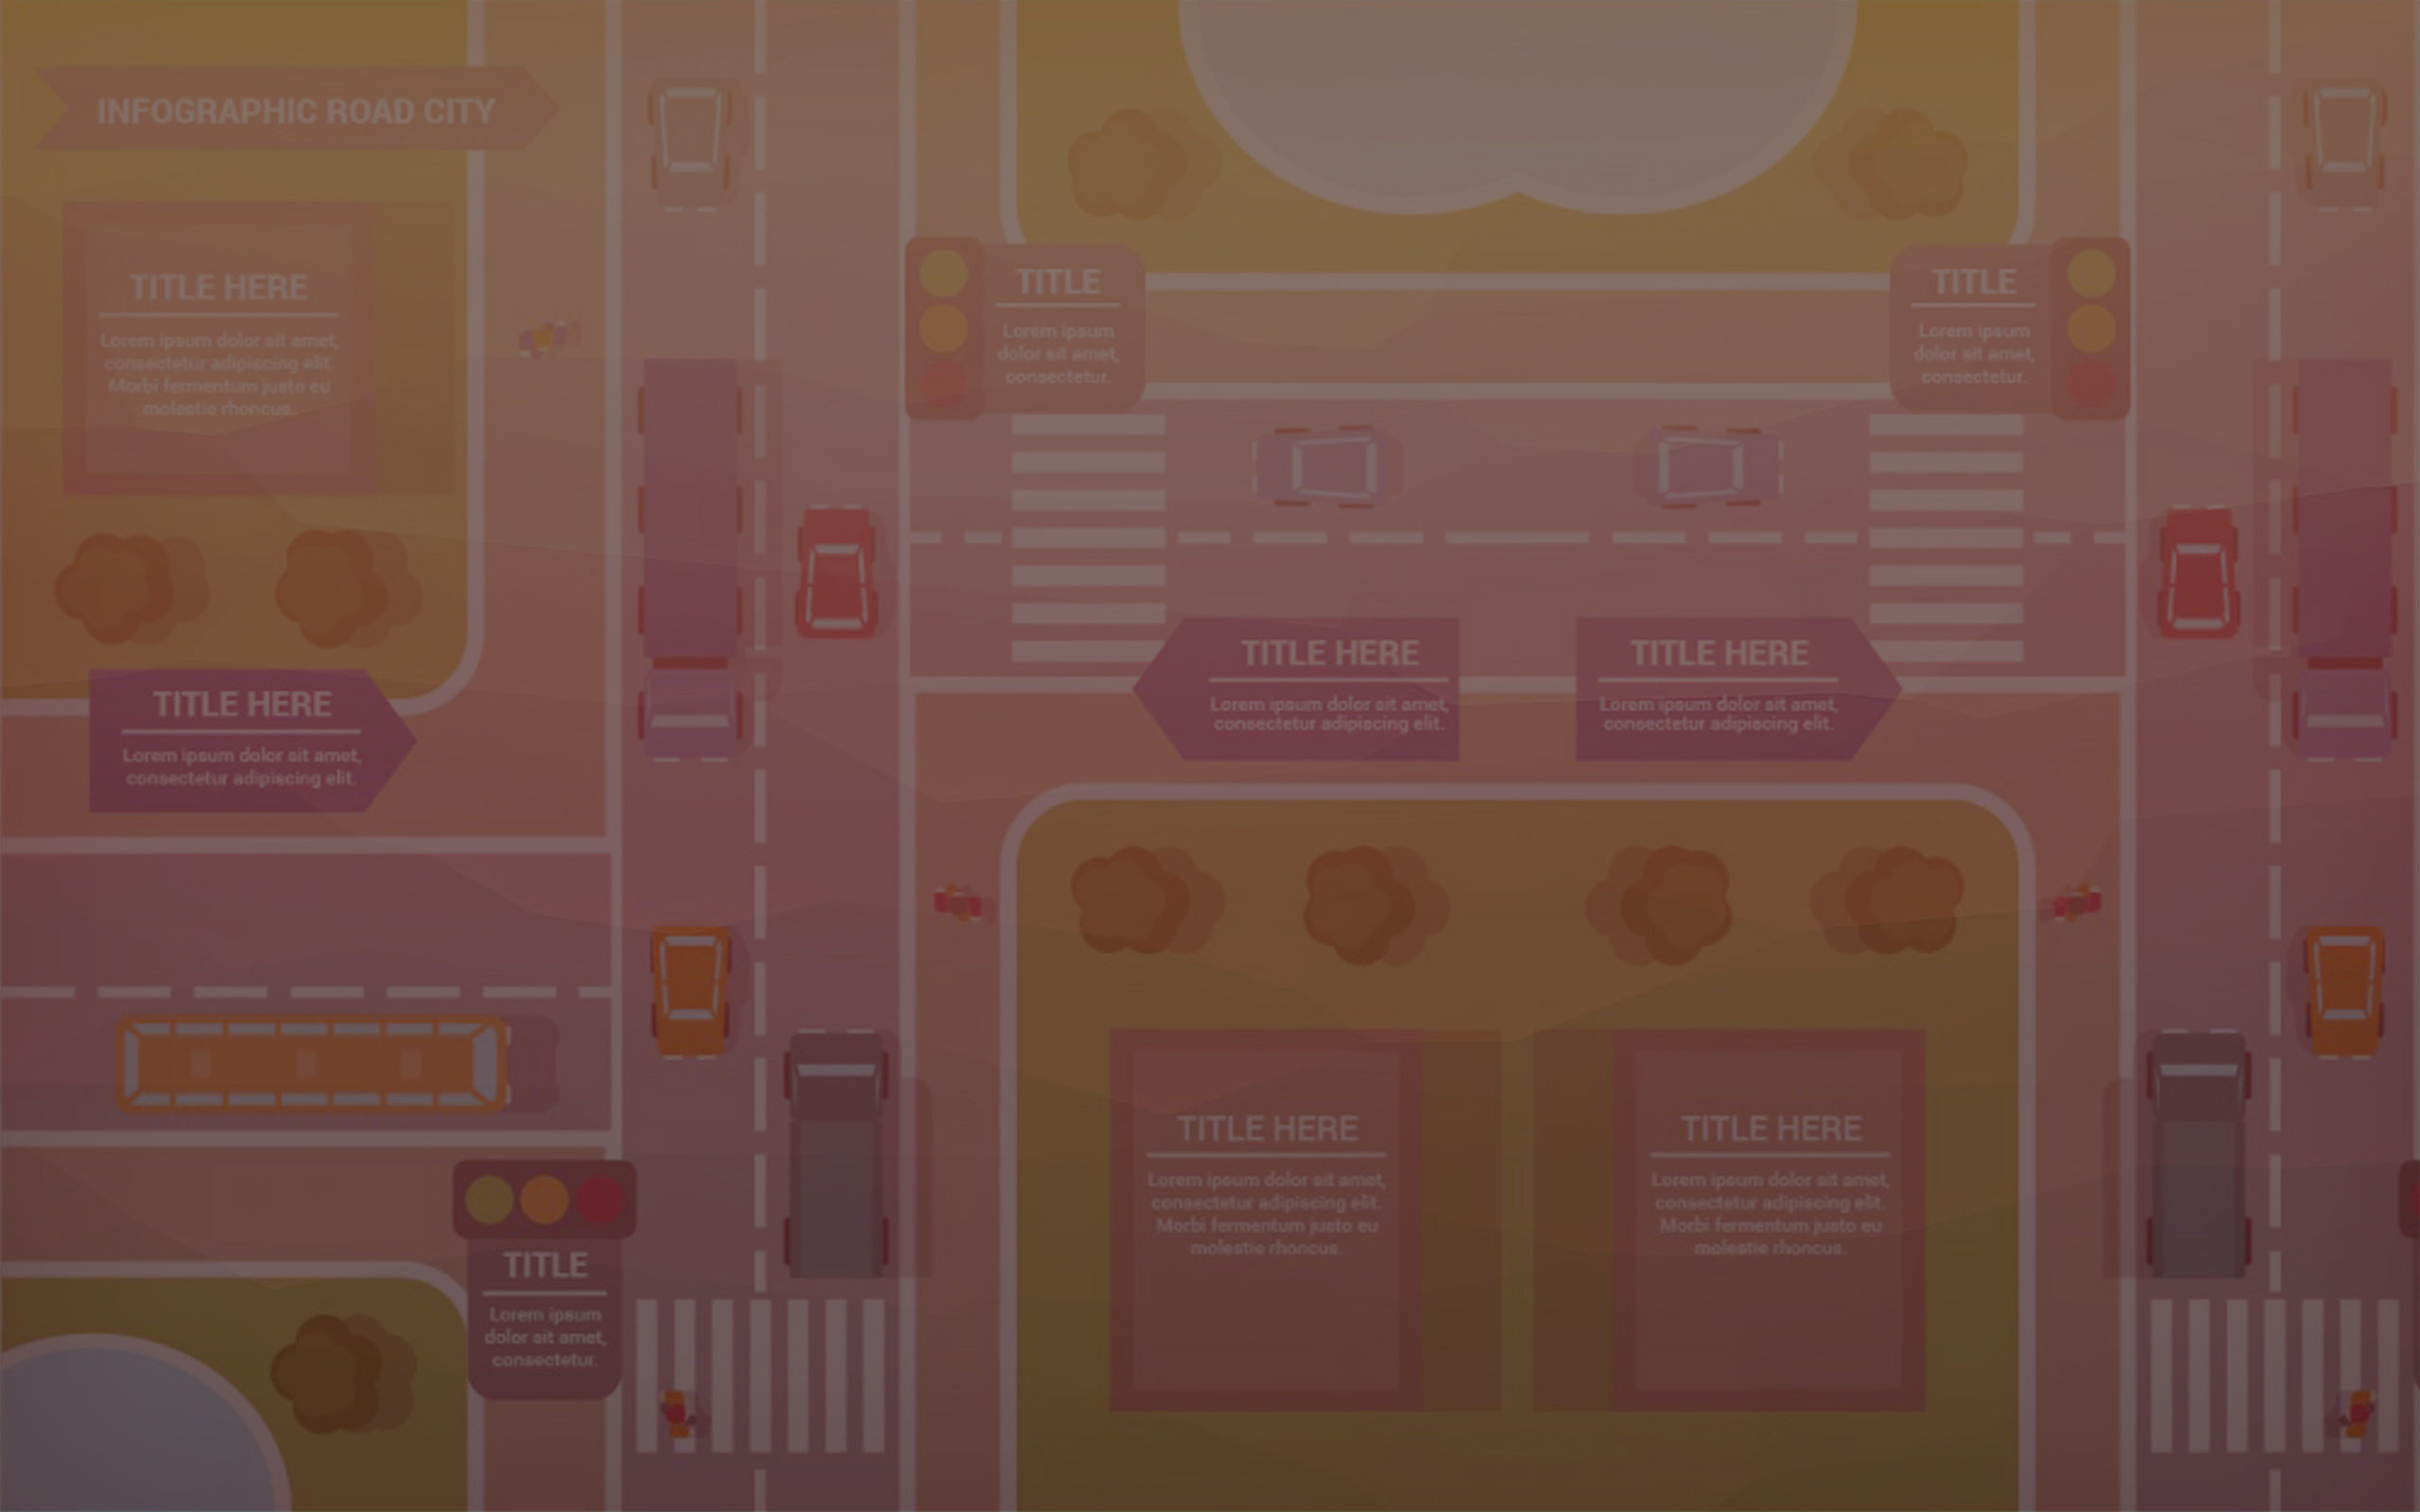 INFOGRAPHIC ROAD CITY
TITLE HERE
Lorem ipsum dolor sit amet,
consectetur adipiscing elit.
Morbi fermentum justo eu
molestie rhoncus.
TITLE
Lorem ipsum
dolor sit amet,
consectetur.
TITLE
Lorem ipsum
dolor sit amet,
consectetur.
TITLE HERE
Lorem ipsum dolor sit amet,
consectetur adipiscing elit.
TITLE HERE
Lorem ipsum dolor sit amet,
consectetur adipiscing elit.
TITLE HERE
Lorem ipsum dolor sit amet,
consectetur adipiscing elit.
TITLE HERE
Lorem ipsum dolor sit amet,
consectetur adipiscing elit.
Morbi fermentum justo eu
molestie rhoncus.
TITLE HERE
Lorem ipsum dolor sit amet,
consectetur adipiscing elit.
Morbi fermentum justo eu
molestie rhoncus.
TITLE
Lorem ipsum
dolor sit amet,
consectetur.